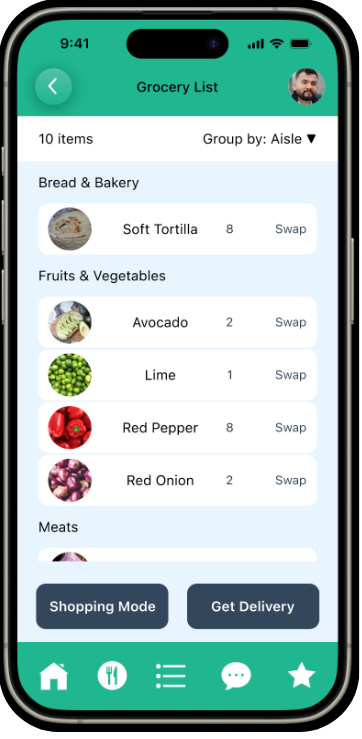 9:41
Grocery List
10 items Group by: Aisle ▼
Bread & Bakery
Soft Tortilla 8 Swap
Fruits & Vegetables
Avocado 2 Swap
Lime 1 Swap
Red Pepper 8 Swap
Red Onion 2 Swap
Meats
Shopping Mode Get Delivery